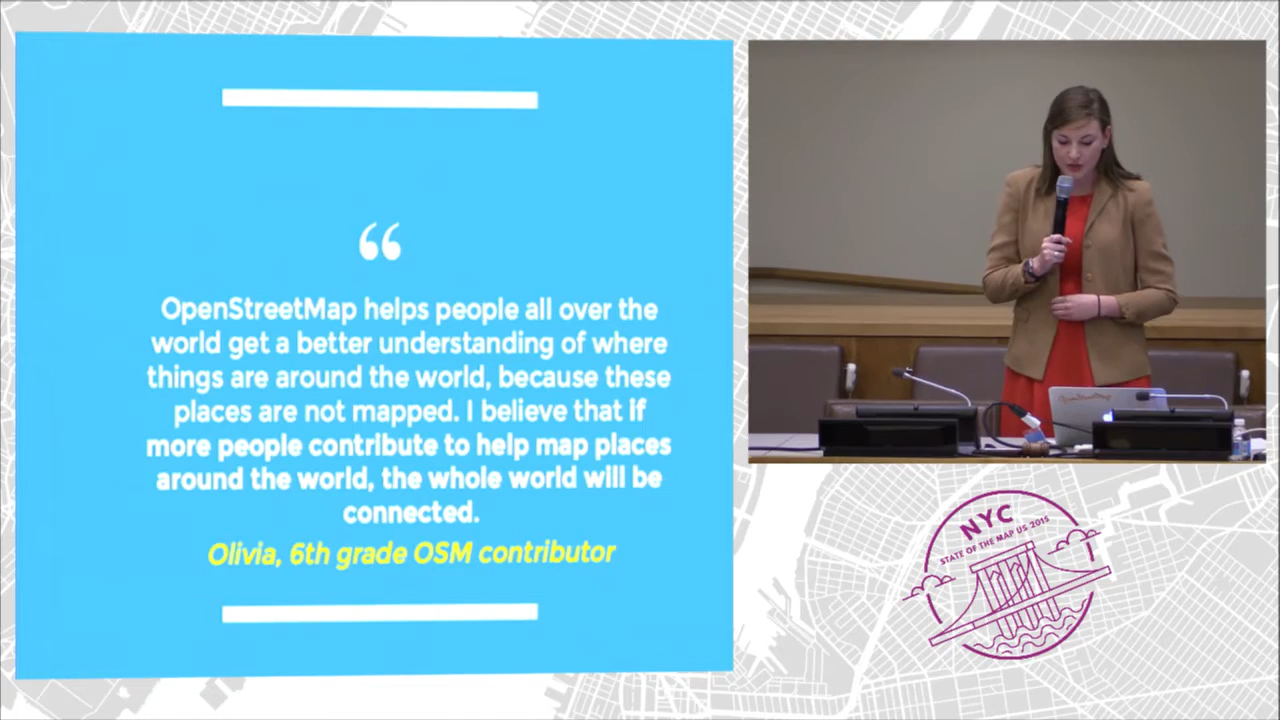 “
OpenStreetMap helps people all over the
world get a better understanding of where
things are around the world, because these
places are not mapped. I believe that if
more people contribute to help map places
around the world, the whole world will be
connected.
Olivia, 6th grade OSM contributor
NYC
STATE OF THE MAP US 2015